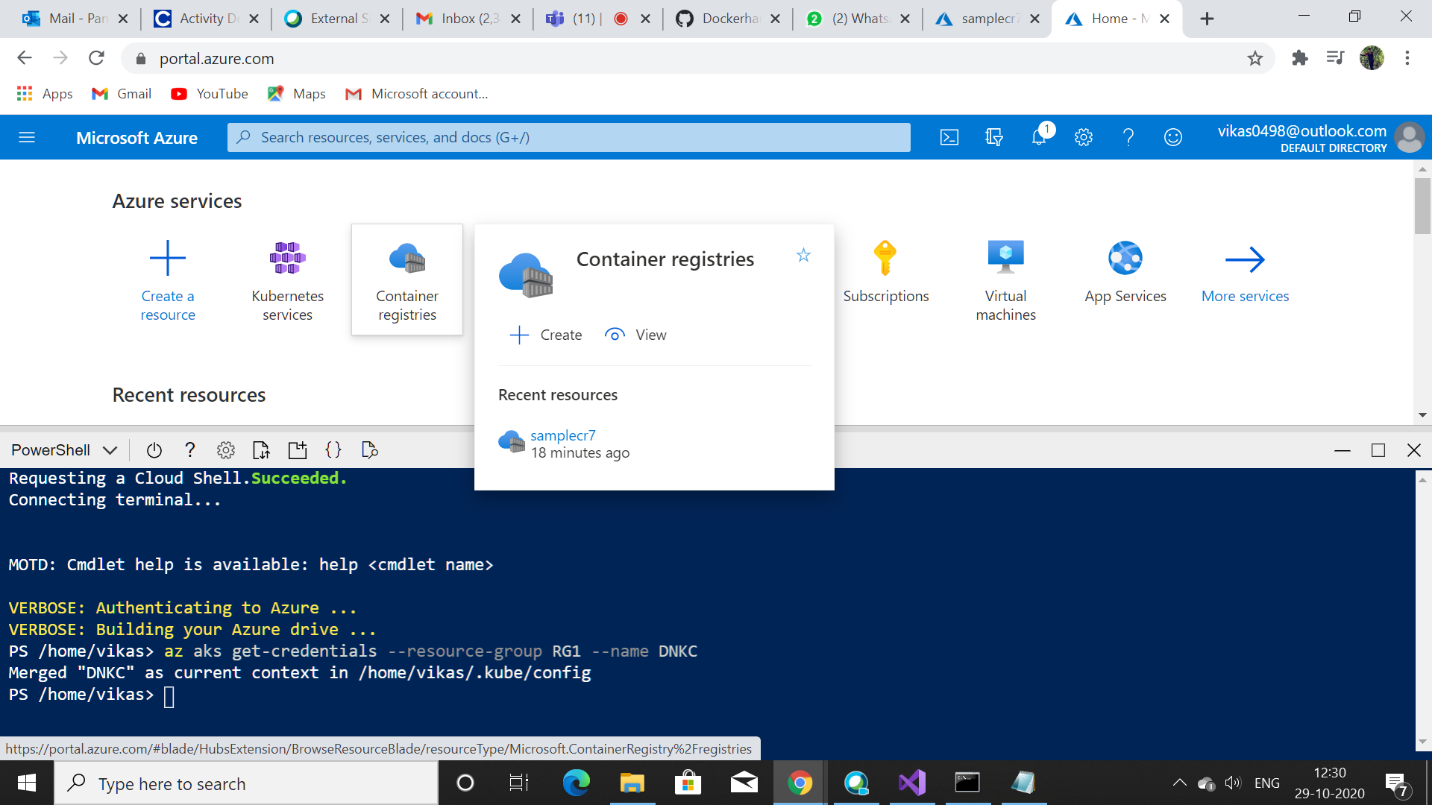 Mail - Pan
Activity De
External S
Inbox (2,3
(11) |
Dockerha
(2) Whats
samplecr7
Home - M
portal.azure.com
Apps
Gmail
YouTube
Maps
Microsoft account...
Microsoft Azure
Search resources, services, and docs (G+/)
1
vikas0498@outlook.com
DEFAULT DIRECTORY
Azure services
Create a
resource
Kubernetes
services
Container
registries
Container registries
Create
View
Recent resources
samplecr7
18 minutes ago
Subscriptions
Virtual
machines
App Services
More services
Recent resources
PowerShell
Requesting a Cloud Shell.Succeeded.
Connecting terminal...
MOTD: Cmdlet help is available: help <cmdlet name>
VERBOSE: Authenticating to Azure ...
VERBOSE: Building your Azure drive ...
PS /home/vikas> az aks get-credentials --resource-group RG1 --name DNKC
Merged "DNKC" as current context in /home/vikas/.kube/config
PS /home/vikas>
https://portal.azure.com/#blade/HubsExtension/BrowseResourceBlade/resourceType/Microsoft.ContainerRegistry%2Fregistries
Type here to search
ENG
12:30
29-10-2020
7